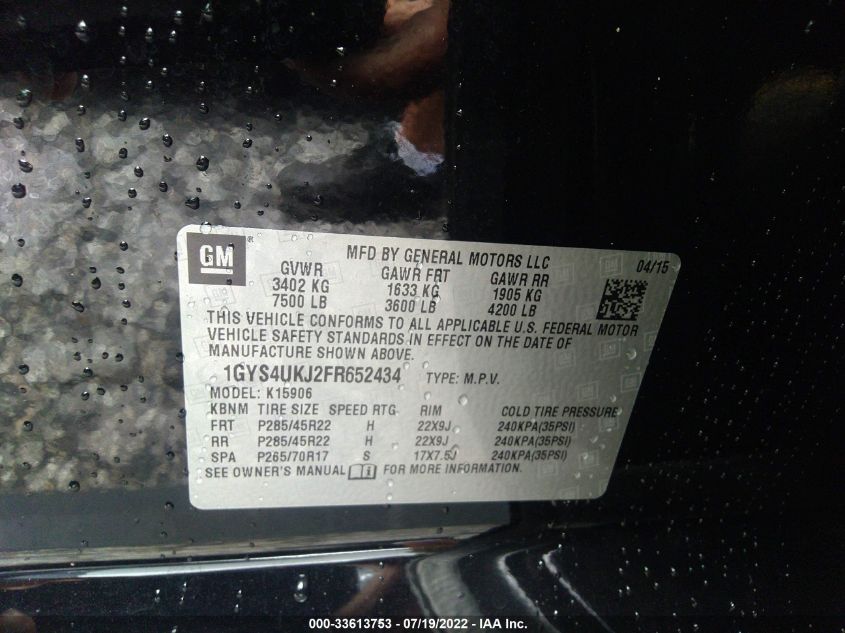 GM ®
MFD BY GENERAL MOTORS LLC
04/15
GVWR GAWR FRT GAWR RR
3402 KG 1633 KG 1905 KG
7500 LB 3600 LB 4200 LB
THIS VEHICLE CONFORMS TO ALL APPLICABLE U.S. FEDERAL MOTOR
VEHICLE SAFETY STANDARDS IN EFFECT ON THE DATE OF
MANUFACTURE SHOWN ABOVE.
1GYS4UKJ2FR652434 TYPE: M.P.V.
MODEL: K15906
KBNM TIRE SIZE SPEED RTG RIM COLD TIRE PRESSURE
FRT P285/45R22 H 22X9J 240KPA(35PSI)
RR P285/45R22 H 22X9J 240KPA(35PSI)
SPA P265/70R17 S 17X7.5J 240KPA(35PSI)
SEE OWNER'S MANUAL FOR MORE INFORMATION.
000-33613753 - 07/19/2022 - IAA Inc.